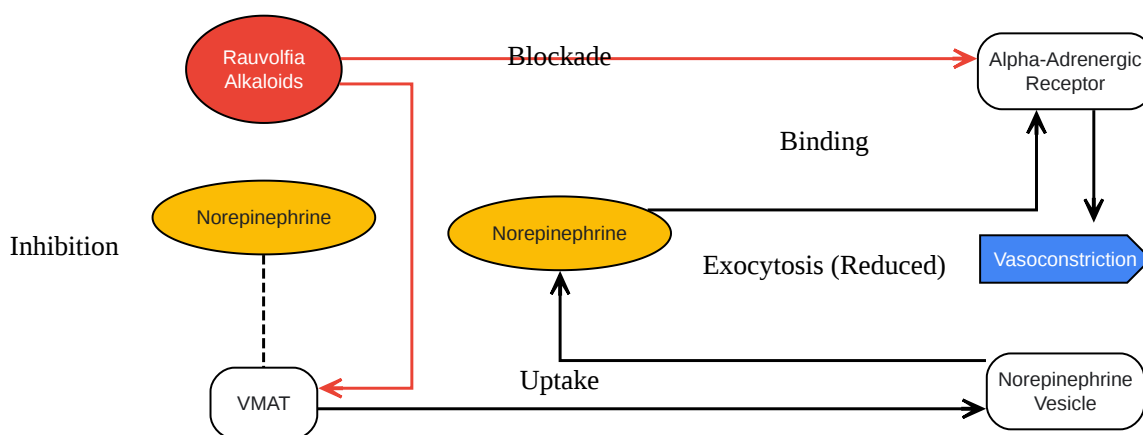 Rauvolfia
Alkaloids
Blockade
Alpha-Adrenergic
Receptor
Binding
Norepinephrine
Norepinephrine
Inhibition
Exocytosis (Reduced)
Vasoconstriction
VMAT
Uptake
Norepinephrine
Vesicle